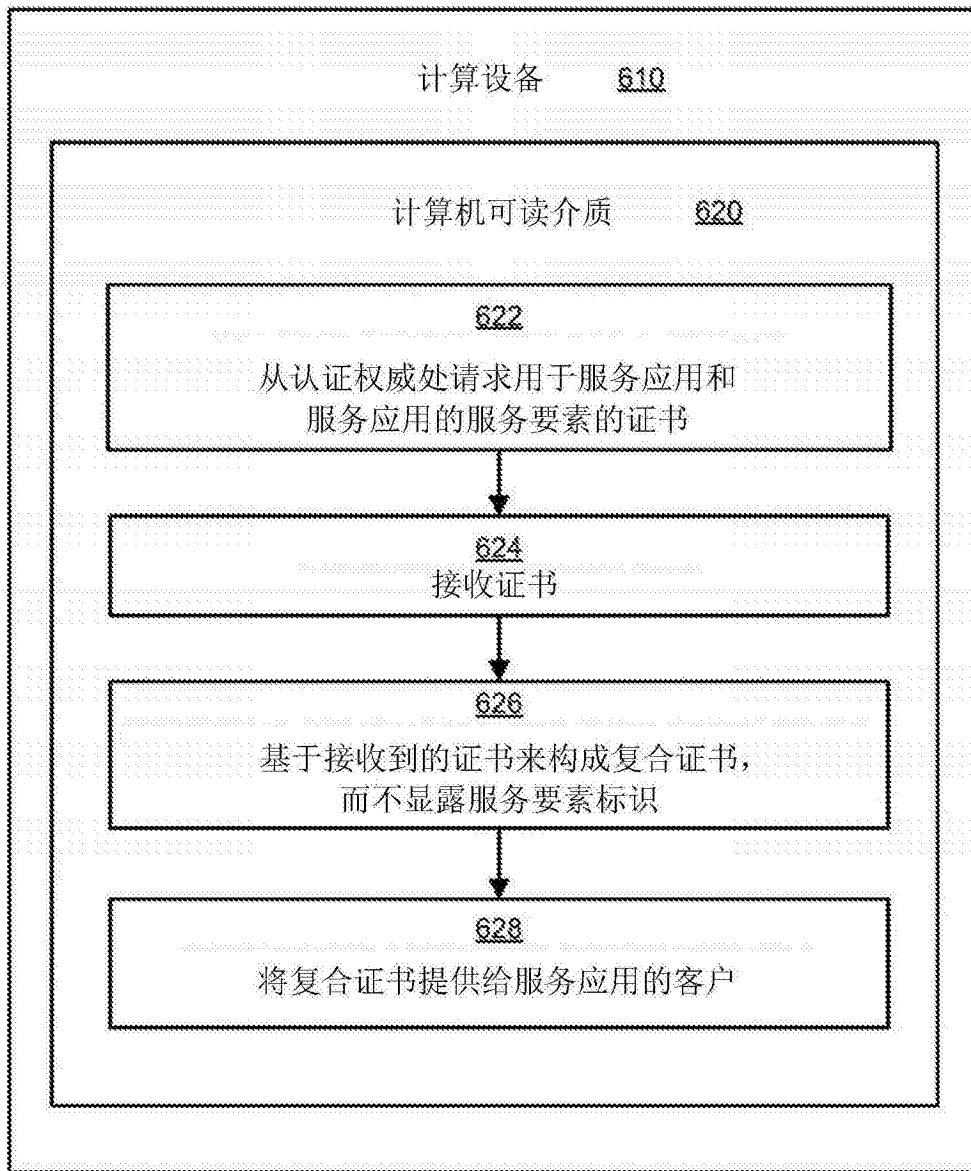 计算设备 610
计算机可读介质 620
622
从认证权威处请求用于服务应用和
服务应用的服务要素的证书
624
接收证书
626
基于接收到的证书来构成复合证书，
而不显露服务要素标识
628
将复合证书提供给服务应用的客户